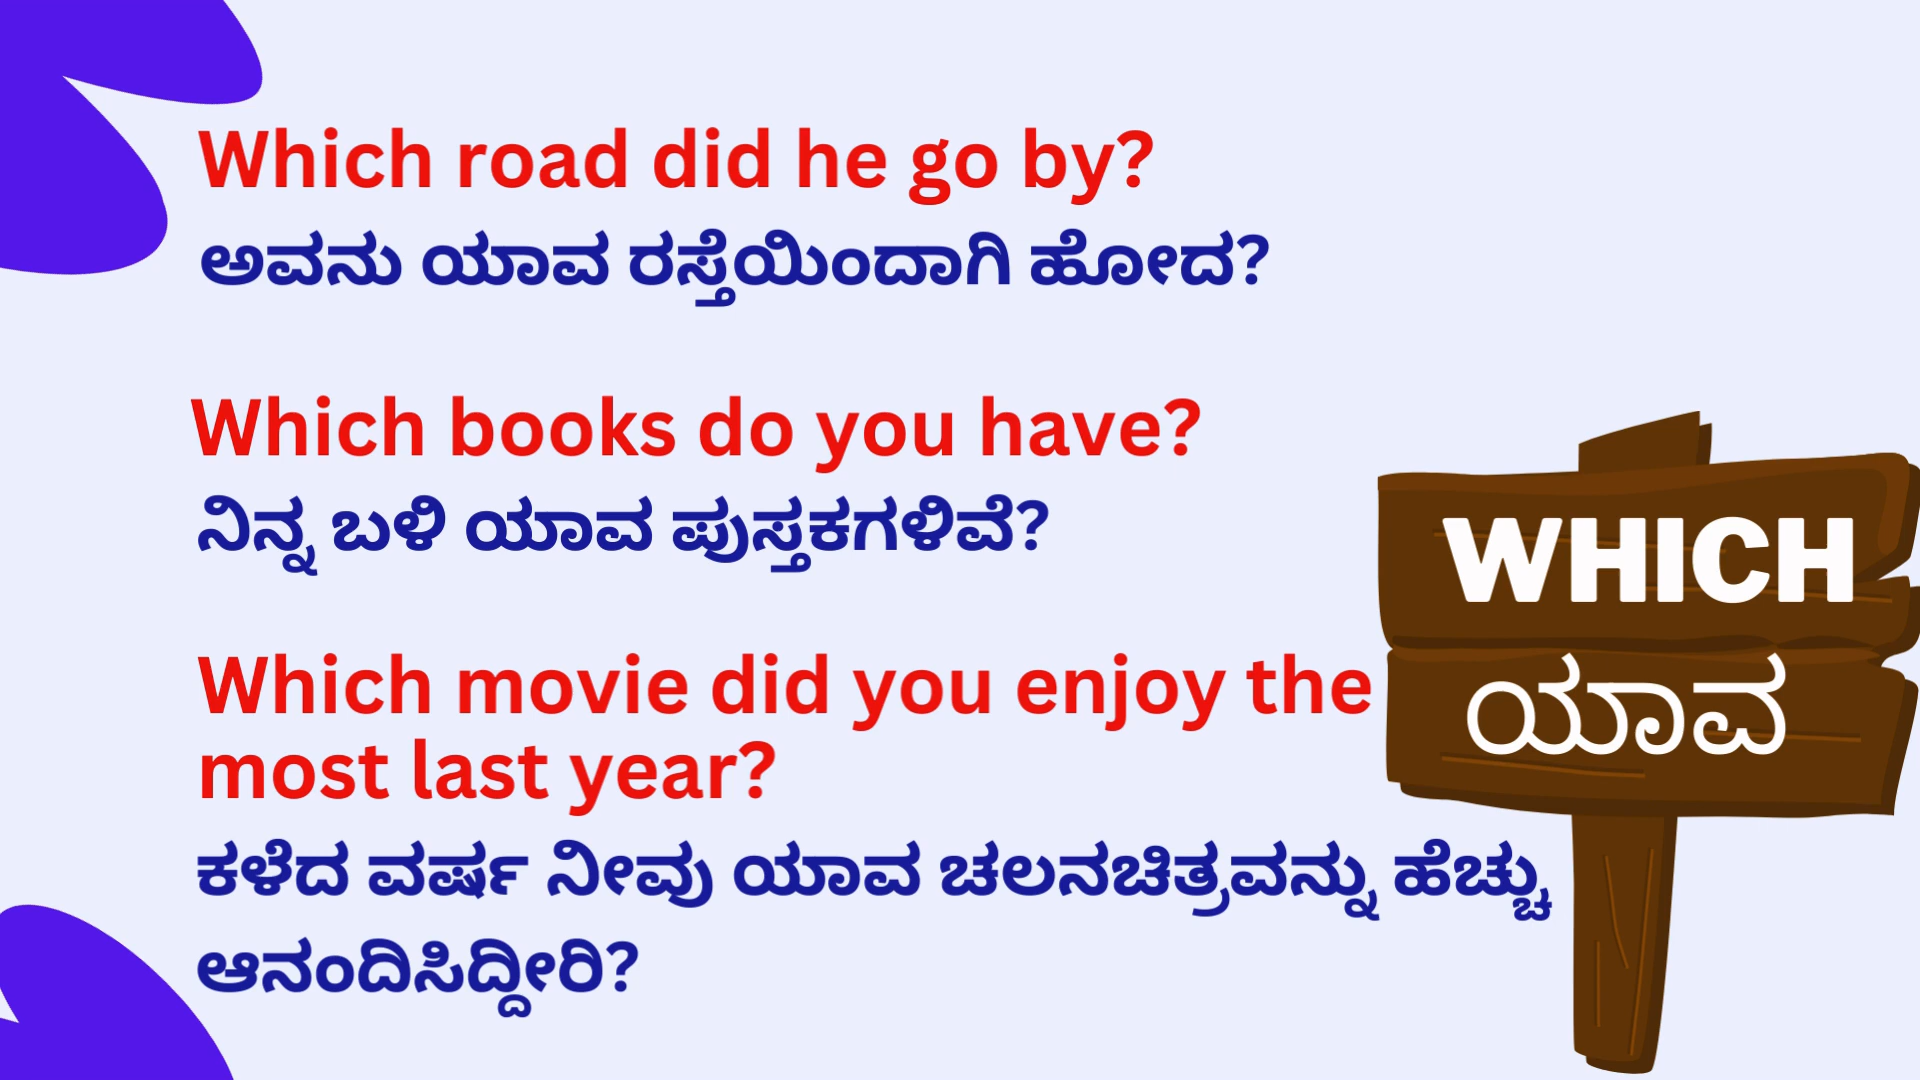 Which road did he go by?
ಅವನು ಯಾವ ರಸ್ತೆಯಿಂದಾಗಿ ಹೋದ?
Which books do you have?
ನಿನ್ನ ಬಳಿ ಯಾವ ಪುಸ್ತಕಗಳಿವೆ?
Which movie did you enjoy the
most last year?
ಕಳೆದ ವರ್ಷ ನೀವು ಯಾವ ಚಲನಚಿತ್ರವನ್ನು ಹೆಚ್ಚು
ಆನಂದಿಸಿದ್ದೀರಿ?
WHICH
ಯಾವ